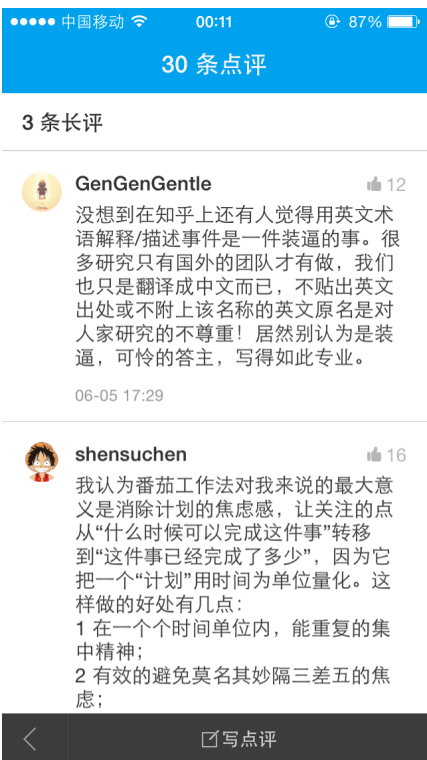 中国移动 00:11 87%
30 条点评
3 条长评
GenGenGentle 12
没想到在知乎上还有人觉得用英文术
语解释/描述事件是一件装逼的事。很
多研究只有国外的团队才有做，我们
也只是翻译成中文而已，不贴出英文
出处或不附上该名称的英文原名是对
人家研究的不尊重！居然别认为是装
逼，可怜的答主，写得如此专业。
06-05 17:29
shensuchen 16
我认为番茄工作法对我来说的最大意
义是消除计划的焦虑感，让关注的点
从“什么时候可以完成这件事”转移
到“这件事已经完成了多少”，因为它
把一个“计划”用时间为单位量化。这
样做的好处有几点：
1 在一个个时间单位内，能重复的集
中精神；
2 有效的避免莫名其妙隔三差五的焦
虑；
写点评